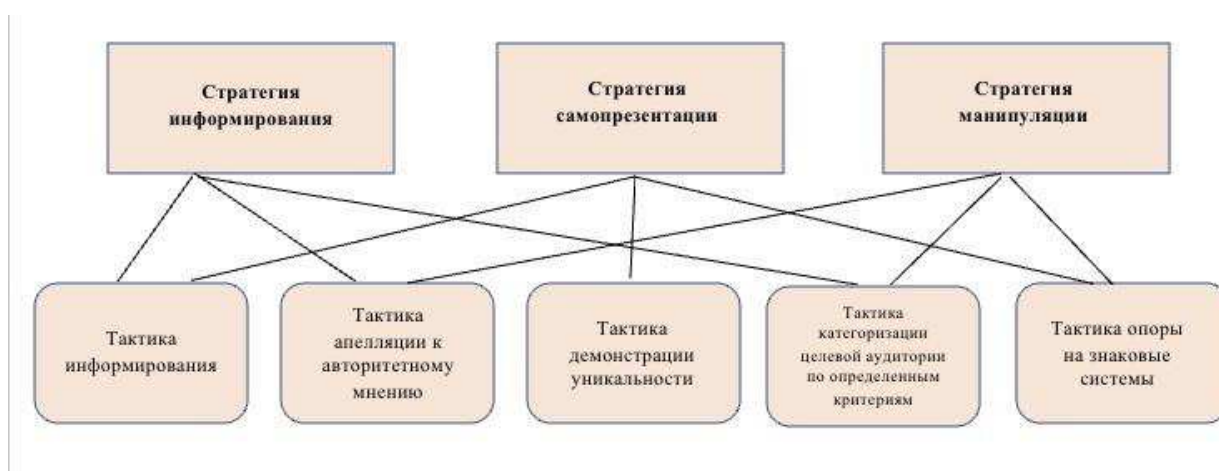 Стратегия
информирования
Стратегия
самопрезентации
Стратегия
манипуляции
Тактика
информирования
Тактика
апелляции к
авторитетному
мнению
Тактика
демонстрации
уникальности
Тактика
категоризации
целевой аудитории
по определенным
критериям
Тактика опоры
на знаковые
системы